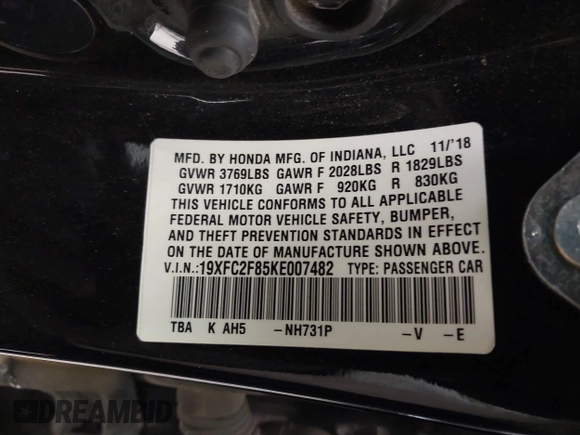 MFD. BY HONDA MFG. OF INDIANA, LLC 11/'18
GVWR 3769LBS GAWR F 2028LBS R 1829LBS
GVWR 1710KG GAWR F 920KG R 830KG
THIS VEHICLE CONFORMS TO ALL APPLICABLE
FEDERAL MOTOR VEHICLE SAFETY, BUMPER,
AND THEFT PREVENTION STANDARDS IN EFFECT
ON THE DATE OF MANUFACTURE SHOWN ABOVE.
V.I.N.:19XFC2F85KE007482 TYPE: PASSENGER CAR
TBA K AH5 -NH731P -V -E
DREAMBID